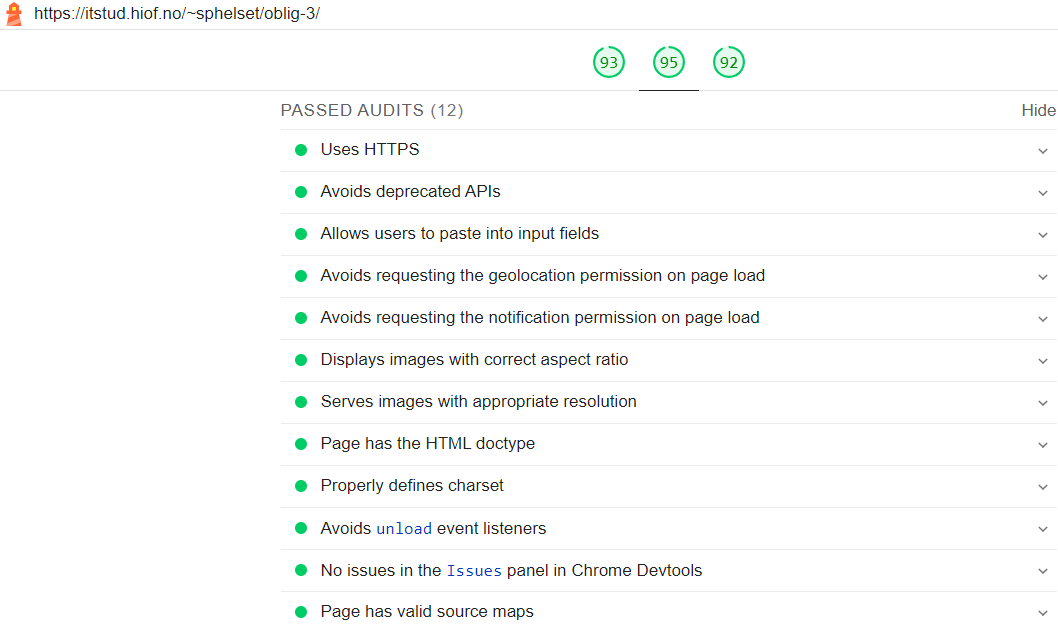 https://itstud.hiof.no/~sphelset/oblig-3/
93 95 92
PASSED AUDITS (12) Hide
Uses HTTPS
Avoids deprecated APIs
Allows users to paste into input fields
Avoids requesting the geolocation permission on page load
Avoids requesting the notification permission on page load
Displays images with correct aspect ratio
Serves images with appropriate resolution
Page has the HTML doctype
Properly defines charset
Avoids unload event listeners
No issues in the Issues panel in Chrome Devtools
Page has valid source maps